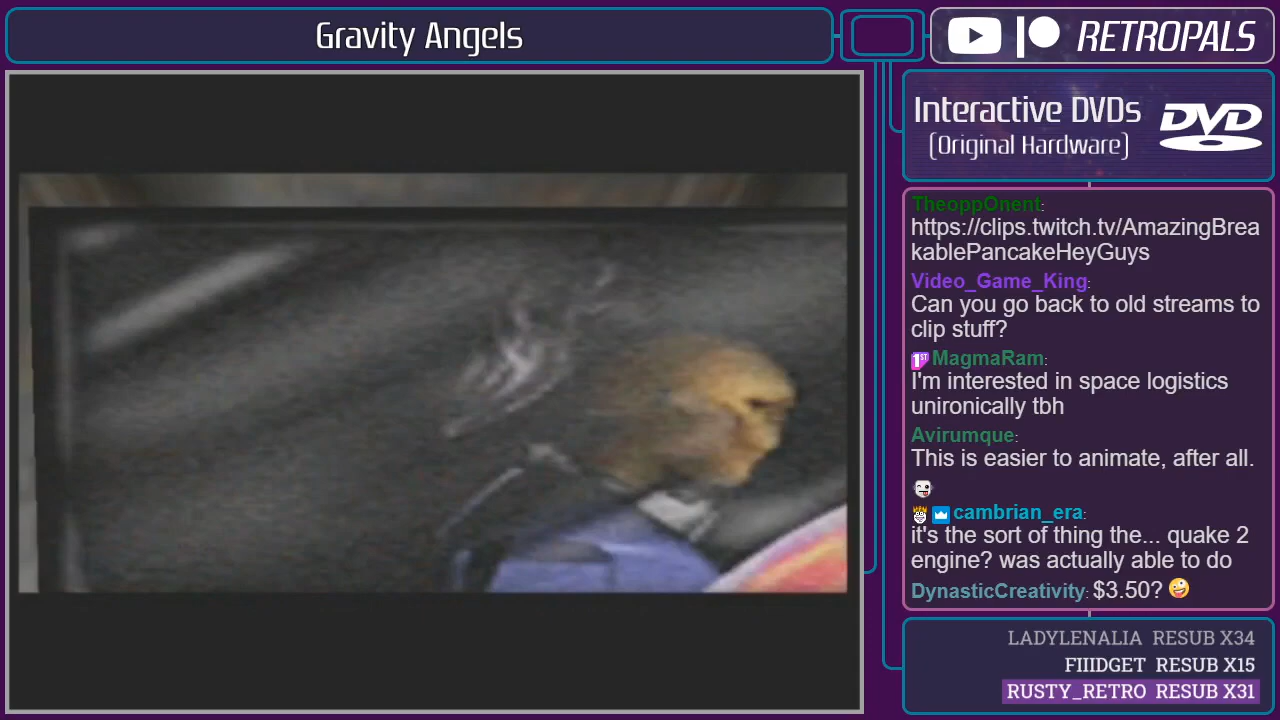 Gravity Angels
RETROPALS
Interactive DVDs
(Original Hardware)
DVD
TheoppOnent:
https://clips.twitch.tv/AmazingBrea
kablePancakeHeyGuys
Video_Game_King:
Can you go back to old streams to
clip stuff?
1ST MagmaRam:
I'm interested in space logistics
unironically tbh
Avirumque:
This is easier to animate, after all.
cambrian_era:
it's the sort of thing the... quake 2
engine? was actually able to do
DynasticCreativity: $3.50?
LADYLENALIA RESUB X34
FIIIDGET RESUB X15
RUSTY_RETRO RESUB X31